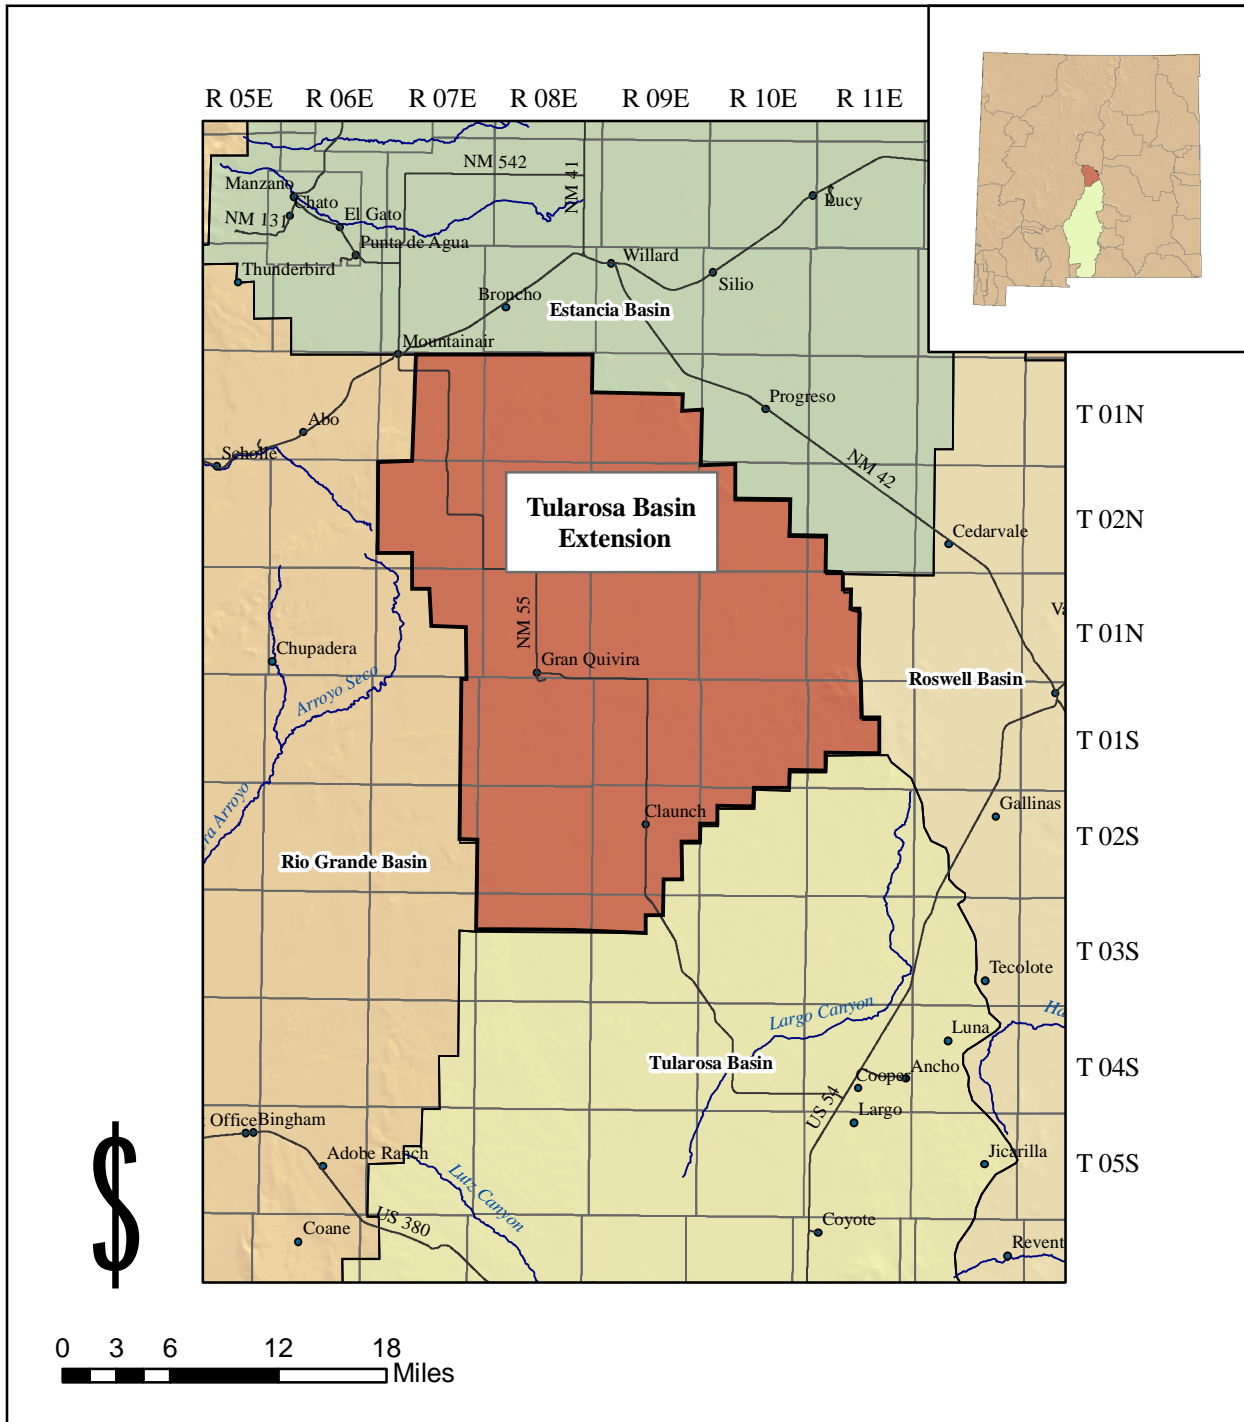 R 05E R 06E R 07E R 08E R 09E R 10E R 11E
NM 542
NM 41
Manzano
Chato
Lucy
NM 131
El Gato
Punta de Agua
Willard
Thunderbird
Silio
Broncho
Estancia Basin
Mountainair
Progreso
T 01N
Abo
Scholle
NM 42
Tularosa Basin
Extension
T 02N
Cedarvale
NM 55
Va
T 01N
Chupadera
Gran Quivira
Arroyo Seco
Roswell Basin
T 01S
ra Arroyo
Claunch
Gallinas
T 02S
Rio Grande Basin
T 03S
Tecolote
Largo Canyon
Ha
Luna
Tularosa Basin
Ancho
T 04S
Cooper
US 54
Largo
Office
Bingham
Adobe Ranch
Jicarilla
T 05S
Lutz Canyon
US 380
Coane
Coyote
Revent
$
0 3 6 12 18
Miles